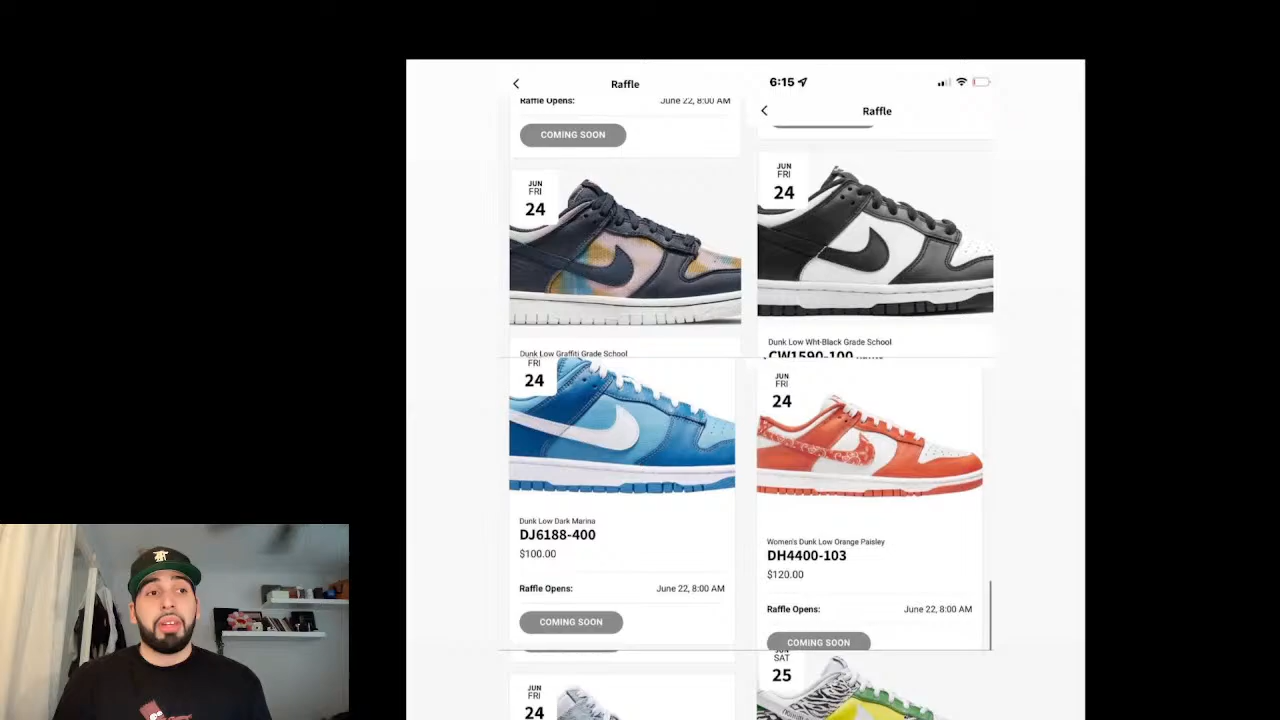 Raffle
Raffle Opens: June 22, 8:00 AM
COMING SOON
JUN
FRI
24
Dunk Low Graffiti Grade School
FRI
24
Dunk Low Dark Marina
DJ6188-400
$100.00
Raffle Opens: June 22, 8:00 AM
COMING SOON
JUN
FRI
24
6:15
Raffle
JUN
FRI
24
Dunk Low Wht-Black Grade School
CW1590-100
JUN
FRI
24
Women's Dunk Low Orange Paisley
DH4400-103
$120.00
Raffle Opens: June 22, 8:00 AM
COMING SOON
JUN
SAT
25